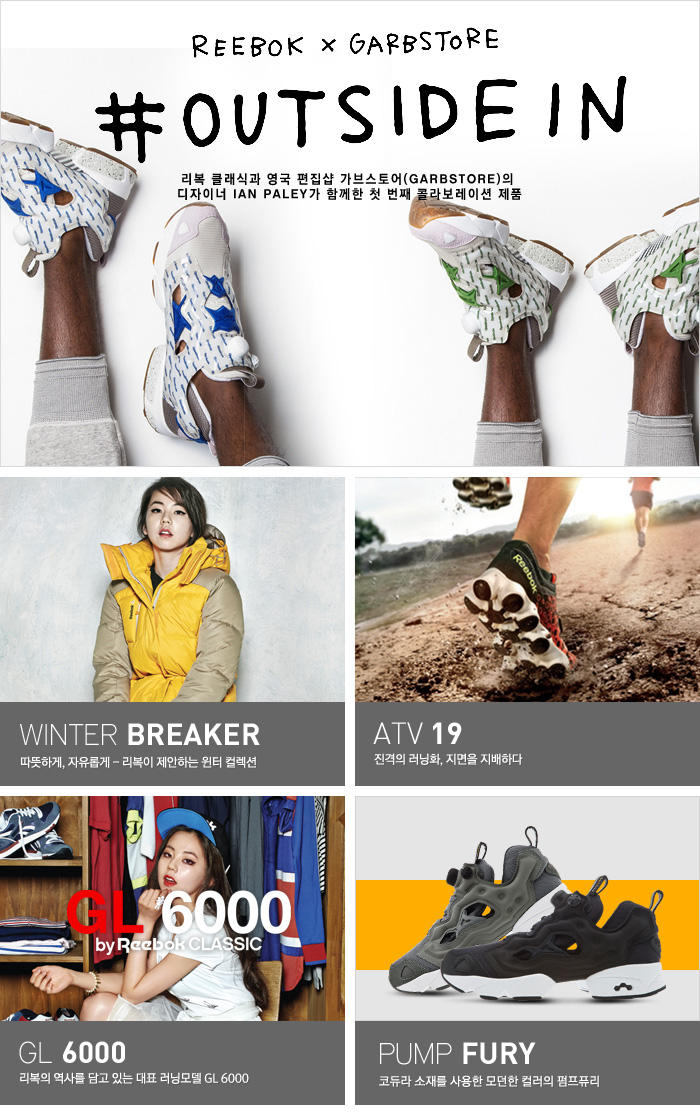 REEBOK × GARBSTORE
#OUTSIDE IN
리복 클래식과 영국 편집샵 가브스토어(GARBSTORE)의
디자이너 IAN PALEY가 함께한 첫 번째 콜라보레이션 제품
Reebok
WINTER BREAKER
따뜻하게, 자유롭게 – 리복이 제안하는 윈터 컬렉션
ATV 19
진격의 러닝화, 지면을 지배하다
GL 6000
by Reebok CLASSIC
GL 6000
리복의 역사를 담고 있는 대표 러닝모델 GL 6000
PUMP FURY
코듀라 소재를 사용한 모던한 컬러의 펌프퓨리